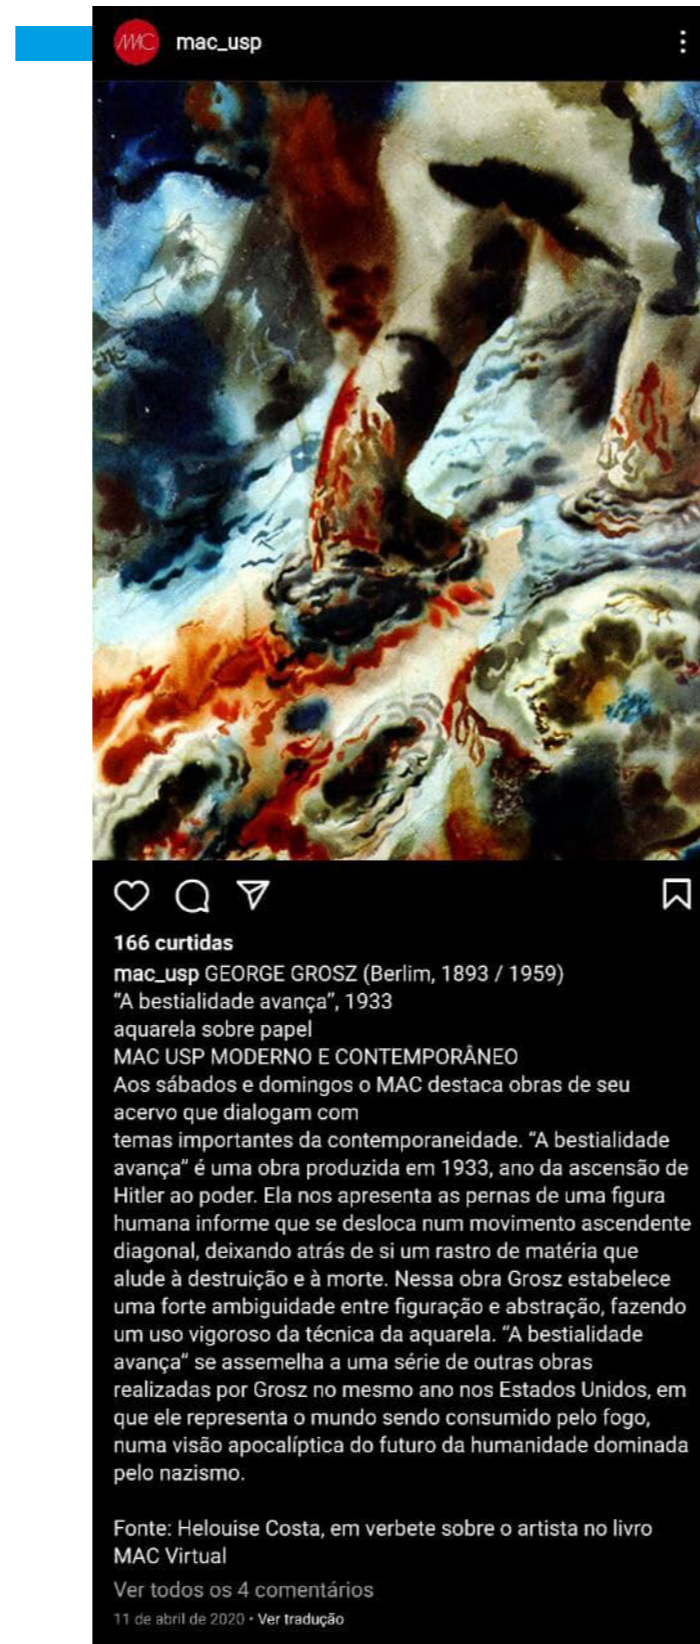 MAC mac_usp
166 curtidas
mac_usp GEORGE GROSZ (Berlim, 1893 / 1959)
"A bestialidade avança", 1933
aquarela sobre papel
MAC USP MODERNO E CONTEMPORÂNEO
Aos sábados e domingos o MAC destaca obras de seu
acervo que dialogam com
temas importantes da contemporaneidade. "A bestialidade
avança" é uma obra produzida em 1933, ano da ascensão de
Hitler ao poder. Ela nos apresenta as pernas de uma figura
humana informe que se desloca num movimento ascendente
diagonal, deixando atrás de si um rastro de matéria que
alude à destruição e à morte. Nessa obra Grosz estabelece
uma forte ambiguidade entre figuração e abstração, fazendo
um uso vigoroso da técnica da aquarela. "A bestialidade
avança" se assemelha a uma série de outras obras
realizadas por Grosz no mesmo ano nos Estados Unidos, em
que ele representa o mundo sendo consumido pelo fogo,
numa visão apocalíptica do futuro da humanidade dominada
pelo nazismo.
Fonte: Helouise Costa, em verbete sobre o artista no livro
MAC Virtual
Ver todos os 4 comentários
11 de abril de 2020 • Ver tradução